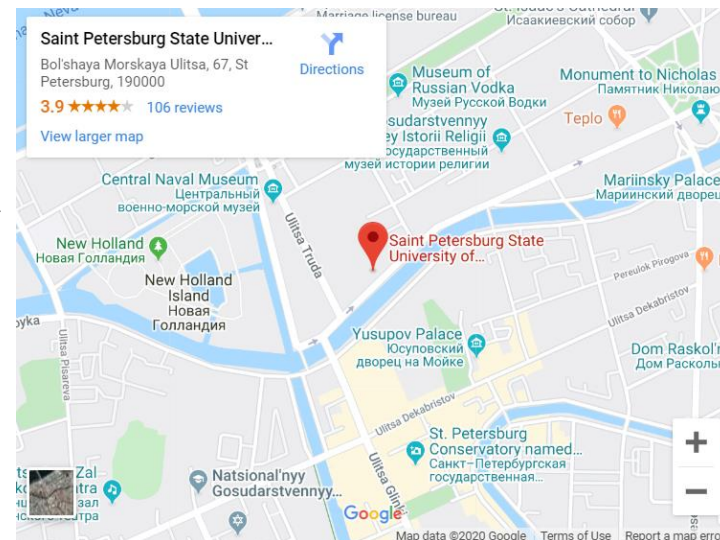 Saint Petersburg State Univer...
Bol'shaya Morskaya Ulitsa, 67, St
Petersburg, 190000
3.9
106 reviews
View larger map
Directions
Marriage license bureau
Исаакиевский собор
Museum of
Russian Vodka
Музей Русской Водки
Monument to Nicholas
Памятник Николаю
Teplo
Istorii Religii
государственный
музей истории религии
Central Naval Museum
Центральный
военно-морской музей
Mariinsky Palace
Мариинский дворец
New Holland
Новая Голландия
Ulitsa Truda
Saint Petersburg State
University of...
New Holland
Island
Новая
Голландия
Pereulok Pirogova
Ulitsa Dekabristov
Ulitsa Pisareva
Yusupov Palace
Юсуповский
дворец на Мойке
Dom Raskol'n
Дом Расколы
Ulitsa Dekabristov
St. Petersburg
Conservatory named...
Санкт-Петербургская
государственная...
Ulitsa Glinki
Natsional'nyy
Gosudarstvennyy...
Zal
зал
+
−
Google
Map data ©2020 Google
Terms of Use
Report a map erro